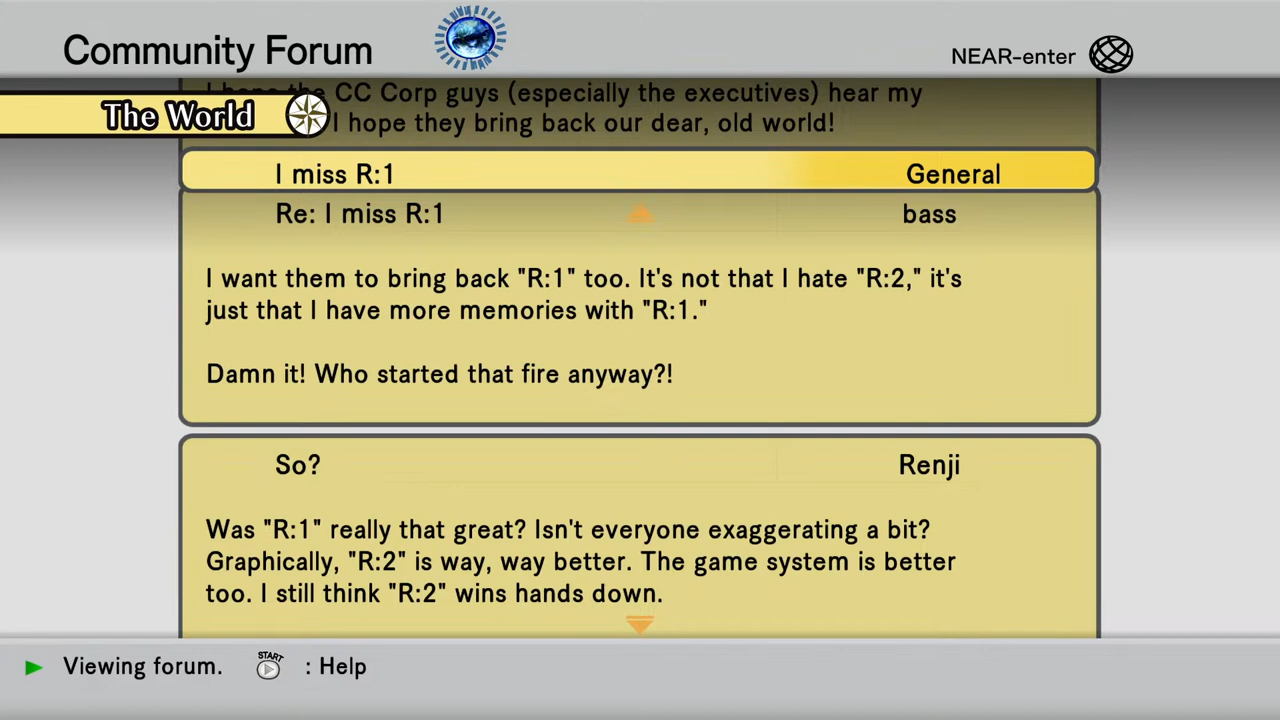 Community Forum
NEAR-enter
The World
the CC Corp guys (especially the executives) hear my
I hope they bring back our dear, old world!
I miss R:1 General
Re: I miss R:1 bass
I want them to bring back "R:1" too. It's not that I hate "R:2," it's
just that I have more memories with "R:1."
Damn it! Who started that fire anyway?!
So? Renji
Was "R:1" really that great? Isn't everyone exaggerating a bit?
Graphically, "R:2" is way, way better. The game system is better
too. I still think "R:2" wins hands down.
Viewing forum. START : Help